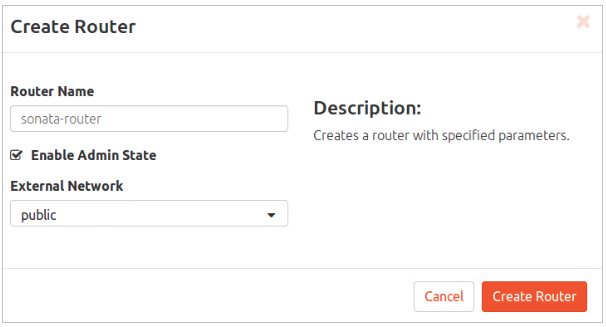 Create Router
Router Name
sonata-router
Enable Admin State
External Network
public
Description:
Creates a router with specified parameters.
Cancel
Create Router